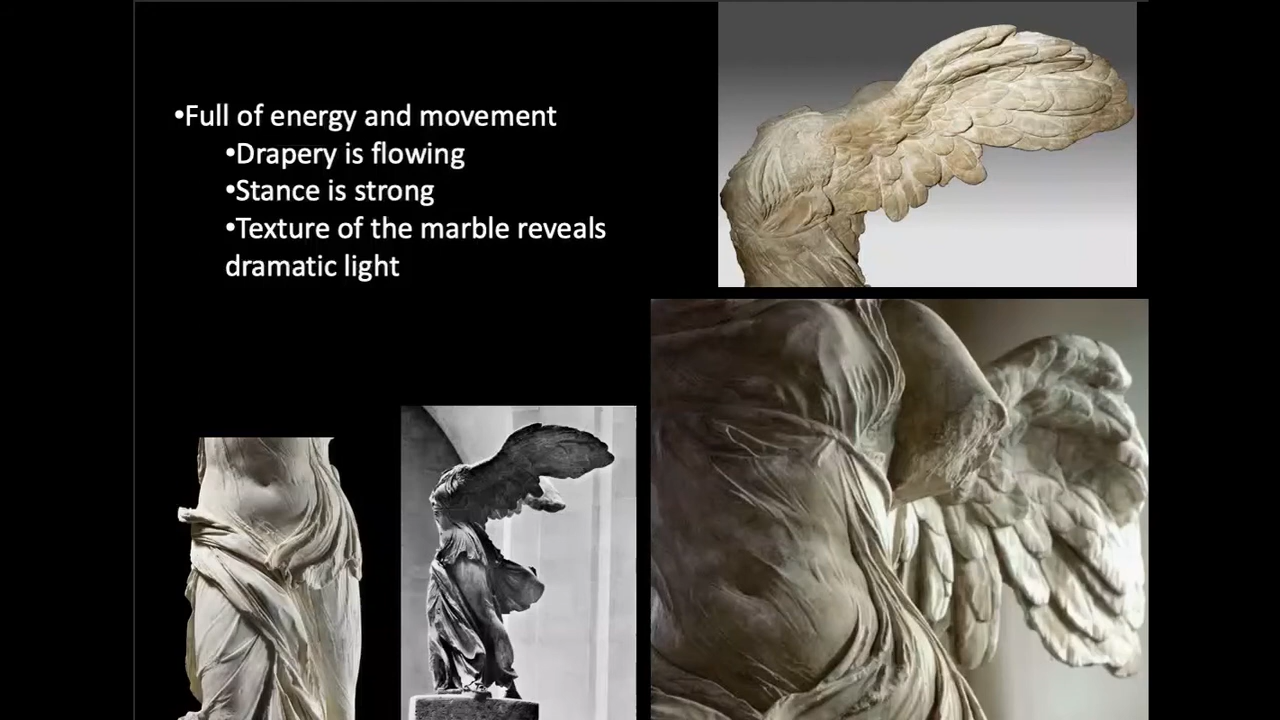 •Full of energy and movement
•Drapery is flowing
•Stance is strong
•Texture of the marble reveals
dramatic light